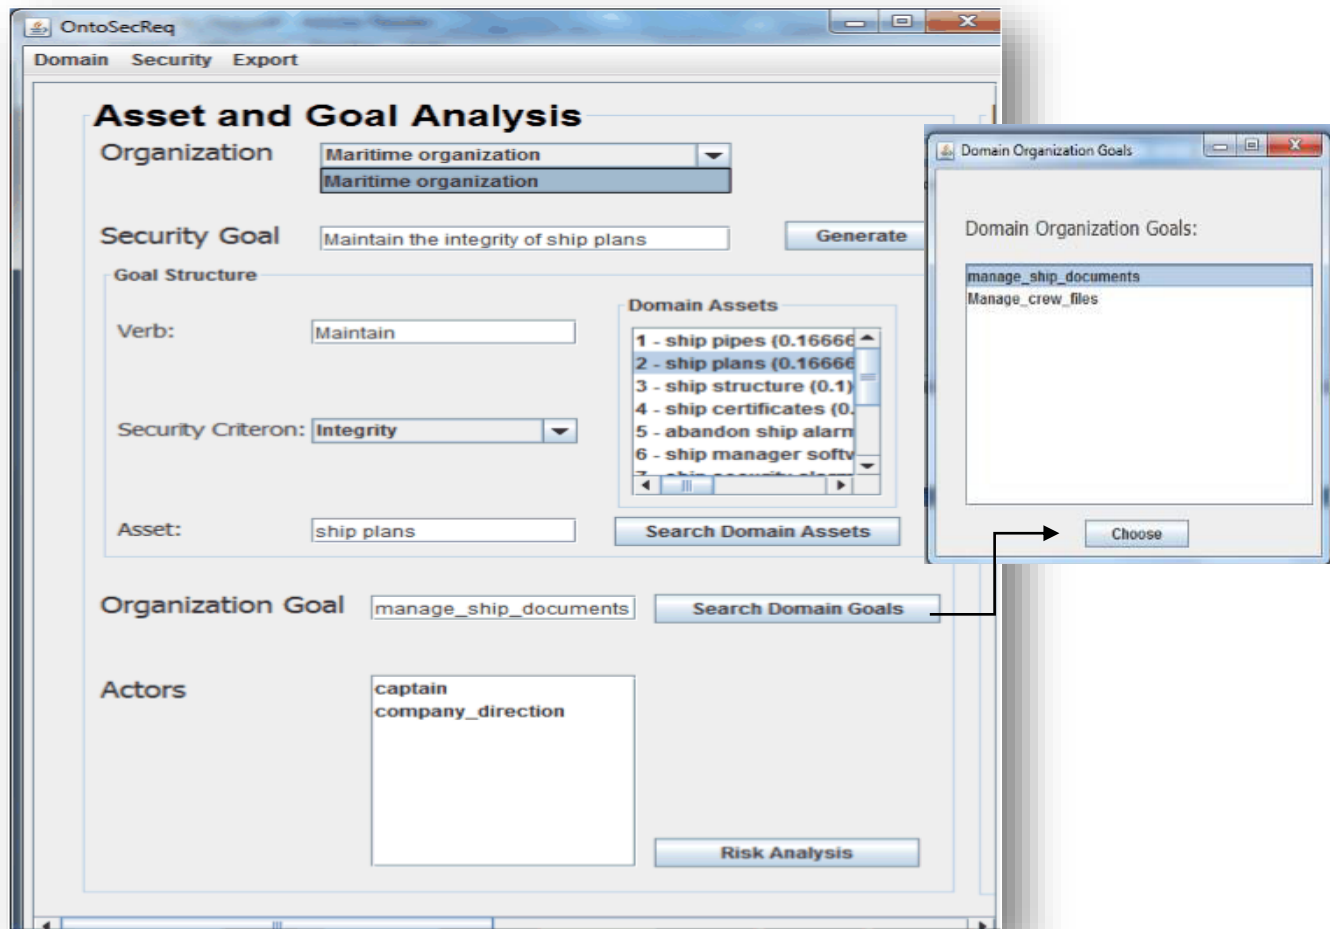 OntoSecReq
Domain Security Export
Asset and Goal Analysis
Organization
Maritime organization
Maritime organization
Security Goal
Maintain the integrity of ship plans
Generate
Goal Structure
Verb:
Maintain
Domain Assets
1 - ship pipes (0.16666
2 - ship plans (0.16666
3 - ship structure (0.1)
4 - ship certificates (0.
5 - abandon ship alarm
6 - ship manager softw
Security Criteron:
Integrity
Asset:
ship plans
Search Domain Assets
Organization Goal
manage_ship_documents
Search Domain Goals
Actors
captain
company_direction
Risk Analysis
Domain Organization Goals
Domain Organization Goals:
manage_ship_documents
Manage_crew_files
Choose